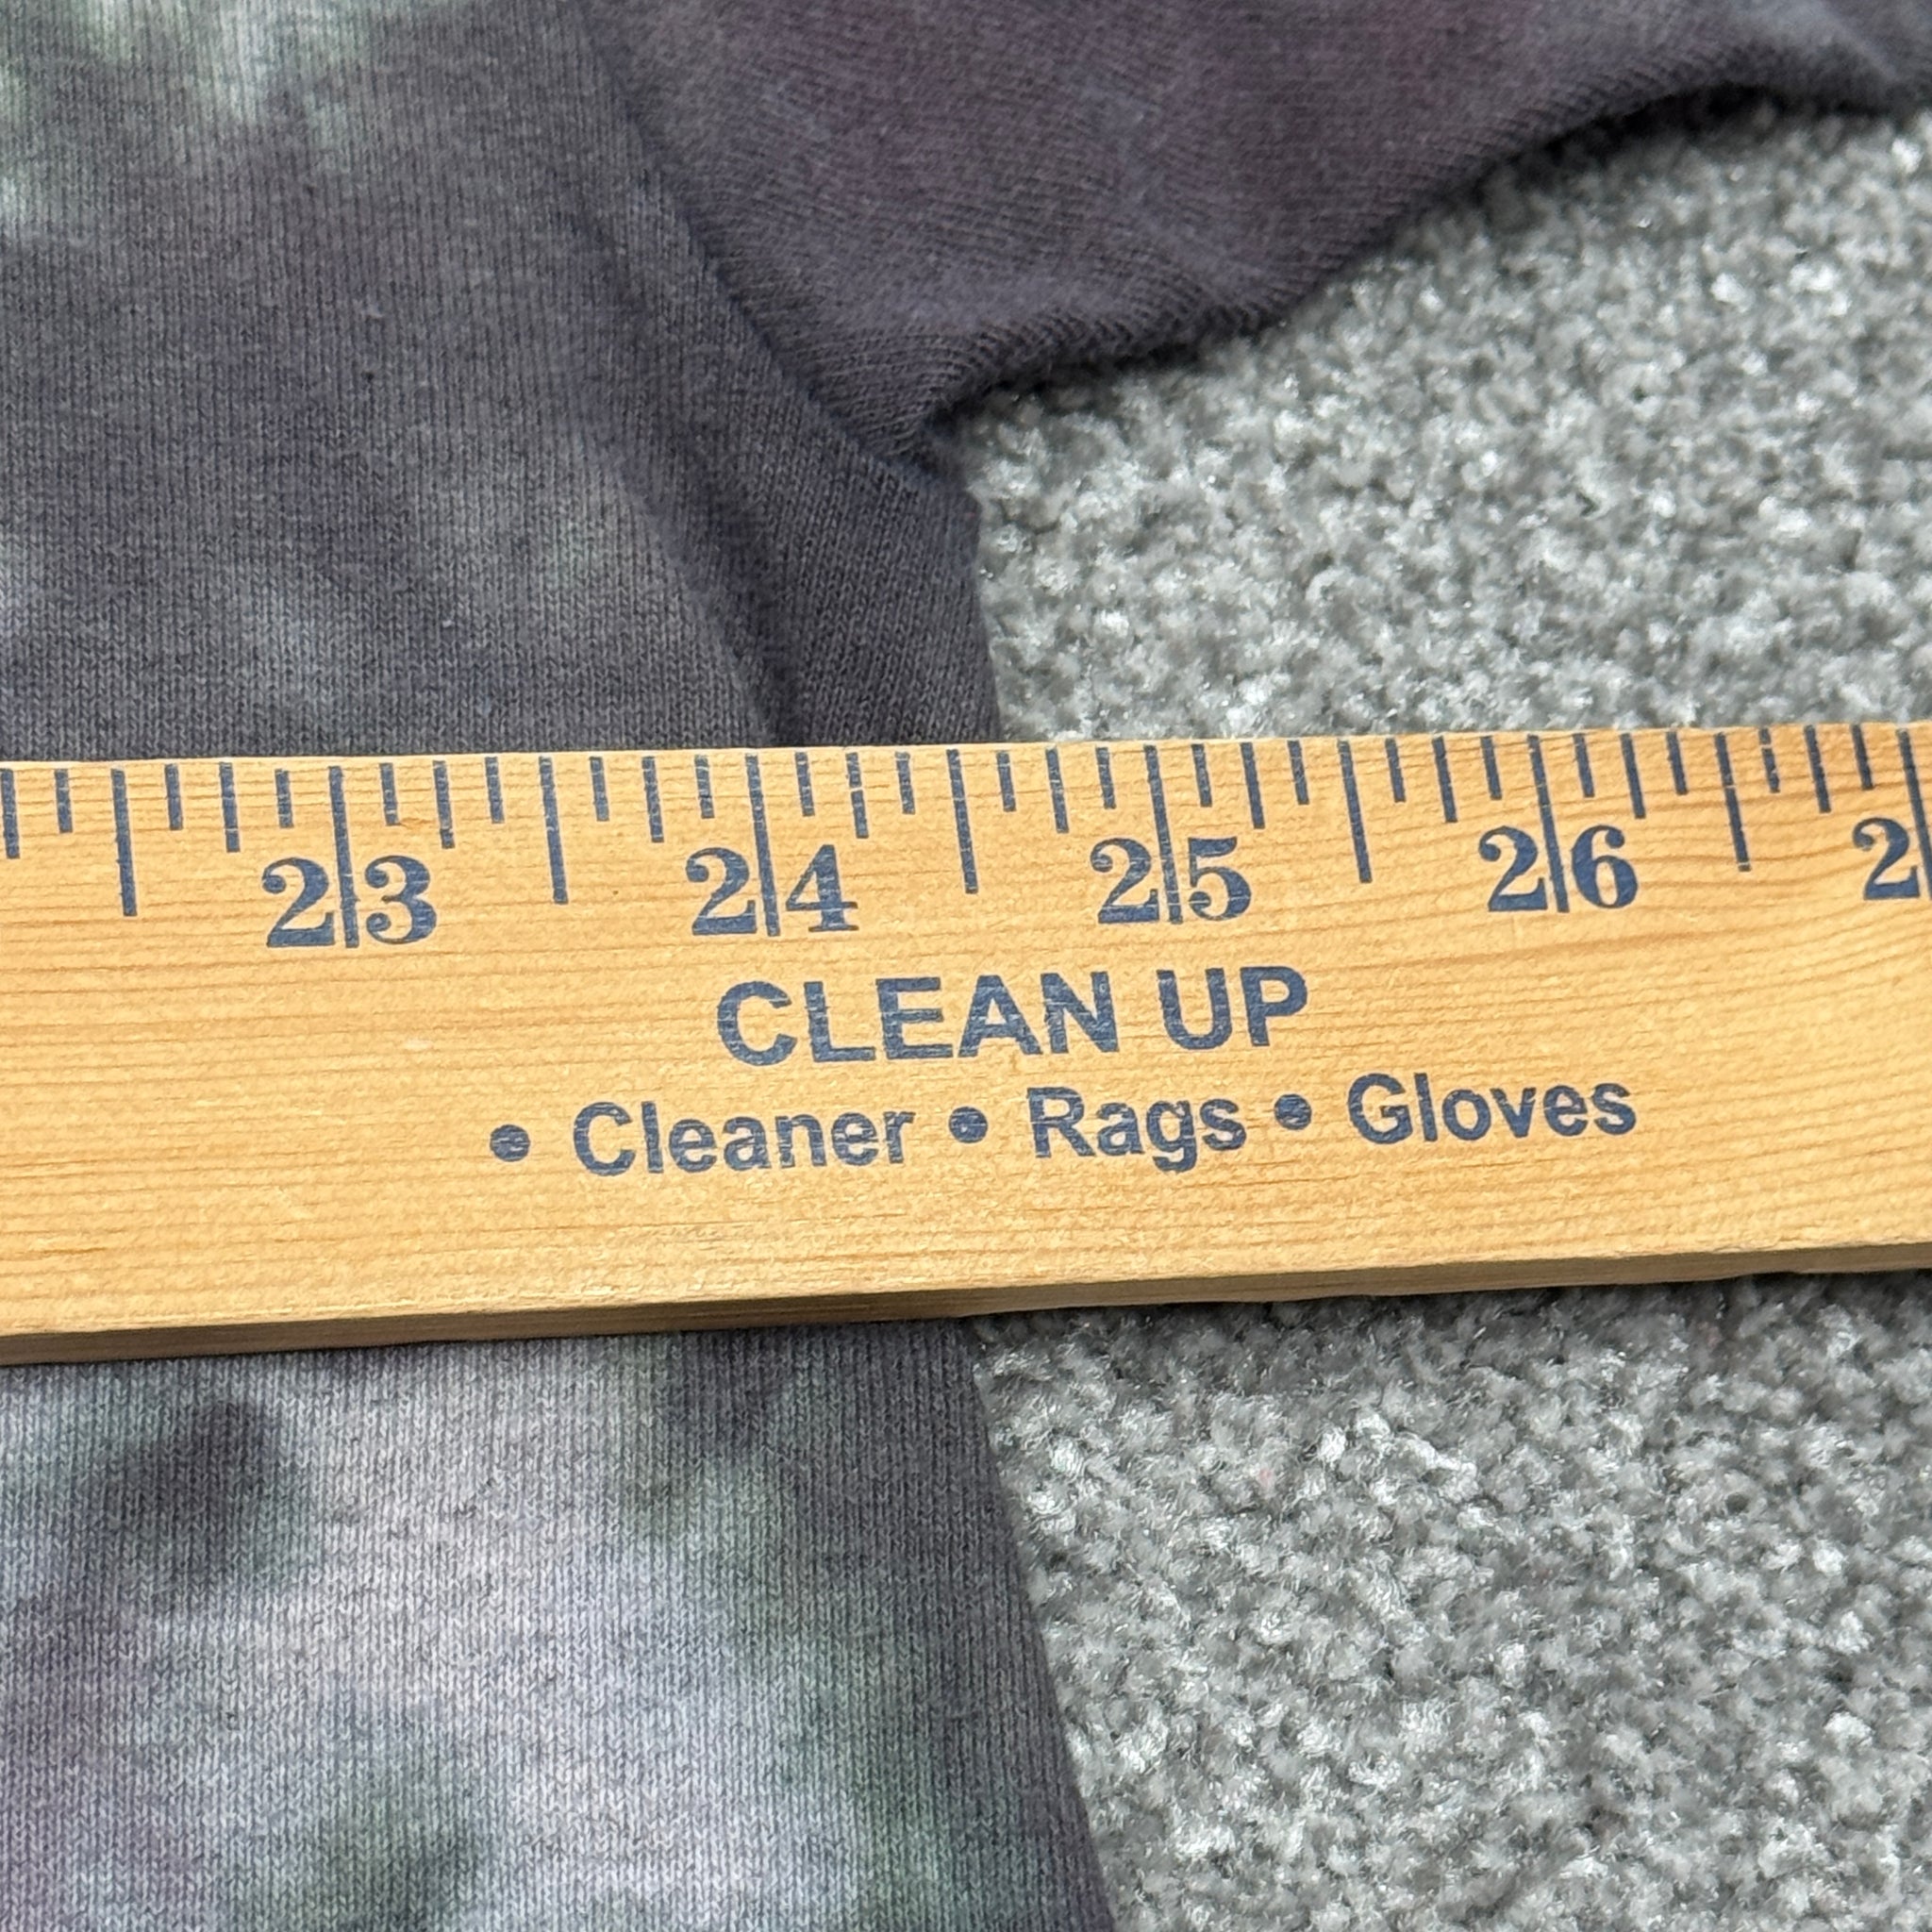 23 24 25 26 2
CLEAN UP
• Cleaner • Rags • Gloves